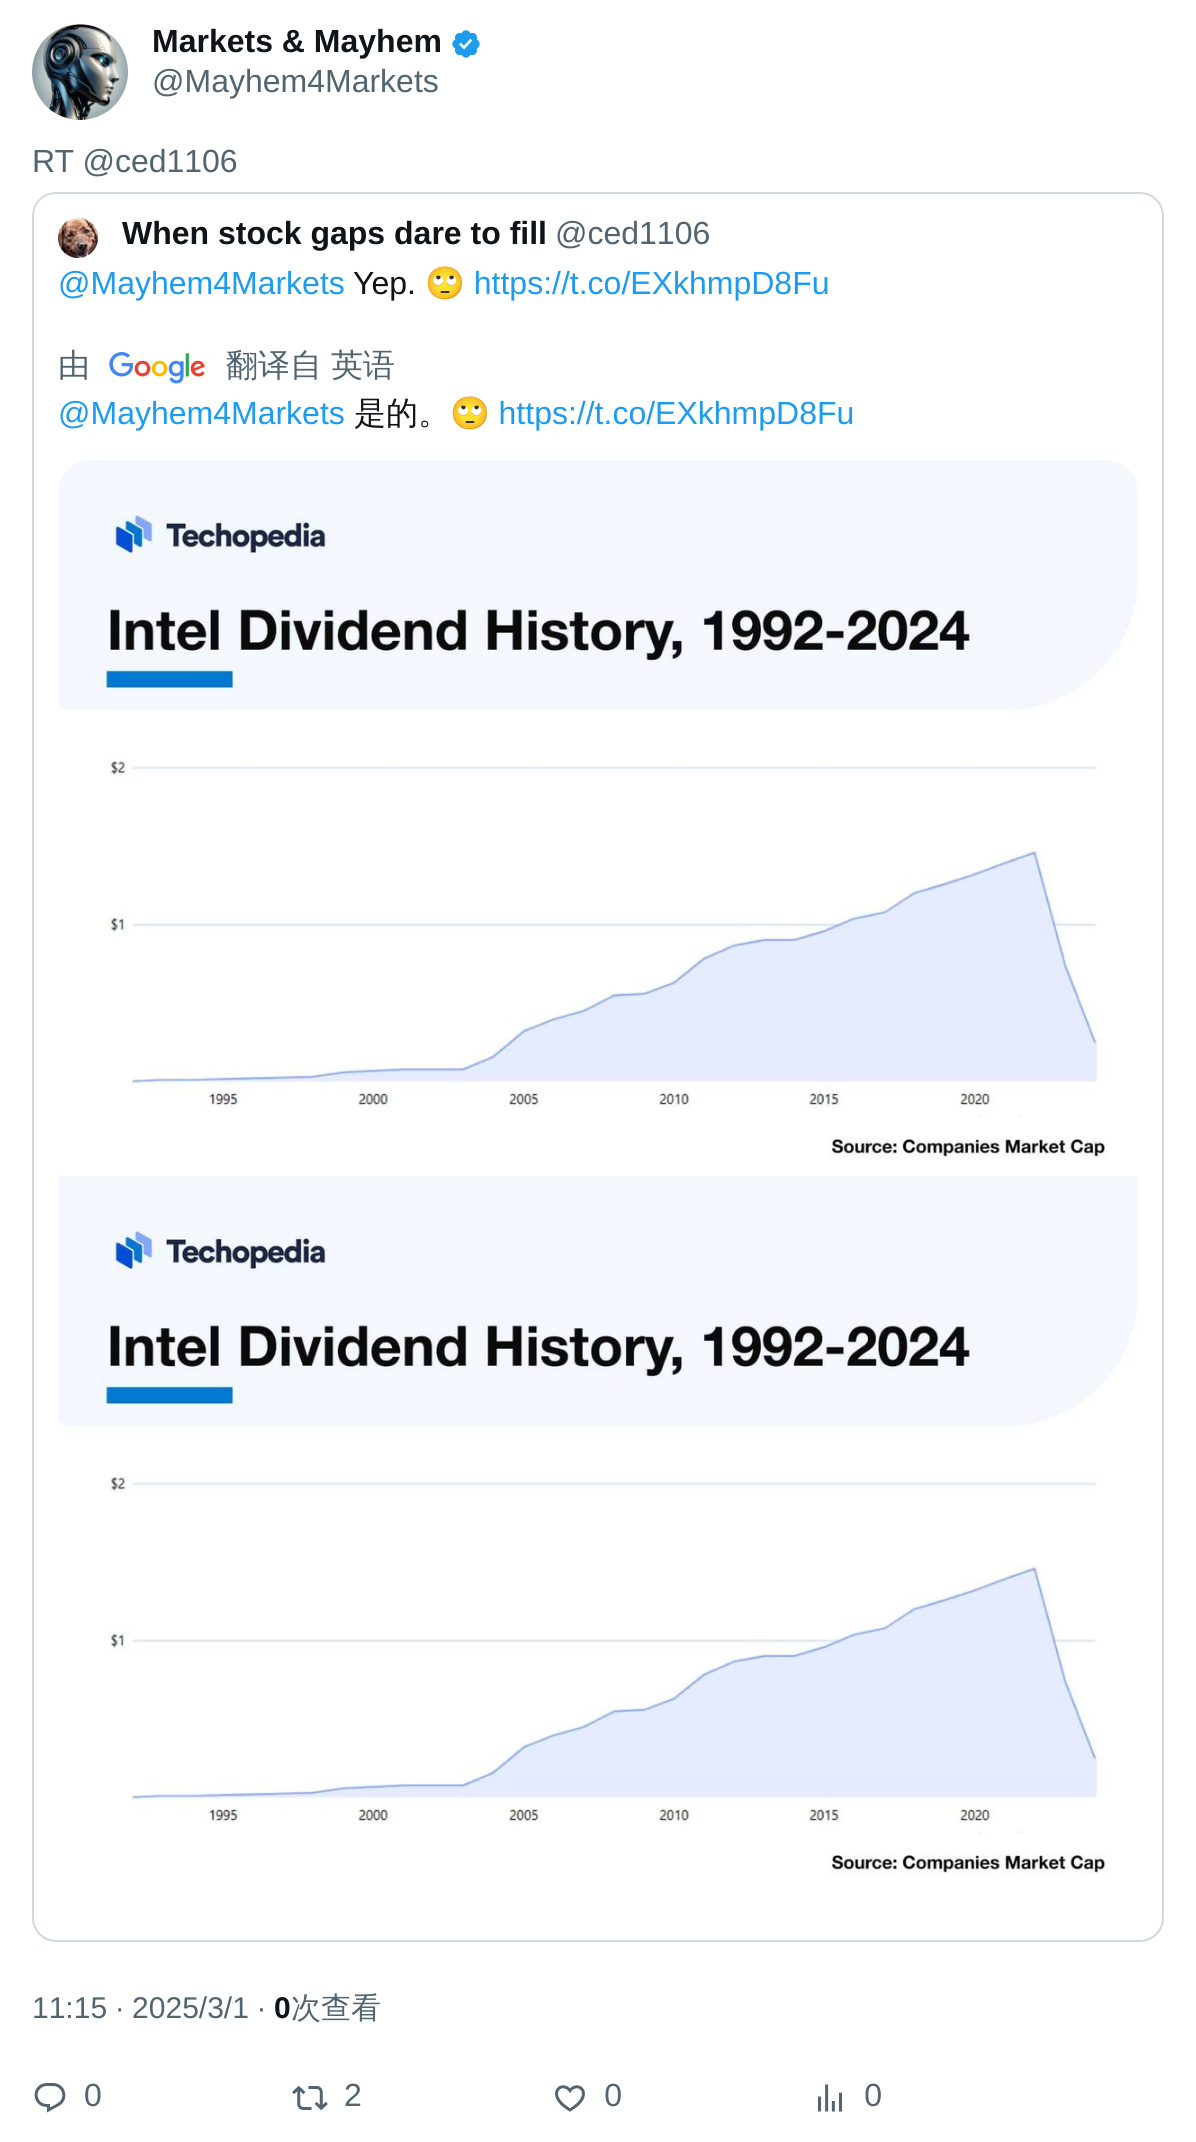 Markets & Mayhem
@Mayhem4Markets
RT @ced1106
When stock gaps dare to fill @ced1106
@Mayhem4Markets Yep. 🙄 https://t.co/EXkhmpD8Fu
由 Google 翻译自 英语
@Mayhem4Markets 是的。🙄 https://t.co/EXkhmpD8Fu
Techopedia
Intel Dividend History, 1992-2024
$2
$1
1995 2000 2005 2010 2015 2020
Source: Companies Market Cap
Techopedia
Intel Dividend History, 1992-2024
$2
$1
1995 2000 2005 2010 2015 2020
Source: Companies Market Cap
11:15 · 2025/3/1 · 0次查看
0 2 0 0